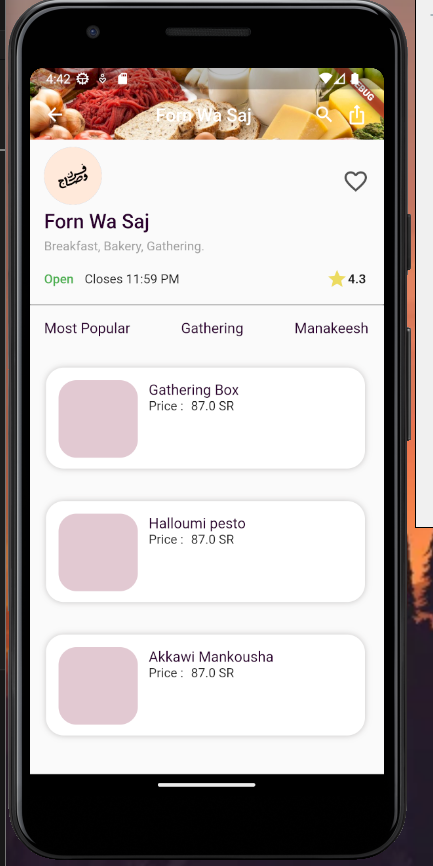 4:42
DEBUG
Forn Wa Saj
فرن وصاج
Forn Wa Saj
Breakfast, Bakery, Gathering.
Open Closes 11:59 PM 4.3
Most Popular Gathering Manakeesh
Gathering Box
Price : 87.0 SR
Halloumi pesto
Price : 87.0 SR
Akkawi Mankousha
Price : 87.0 SR